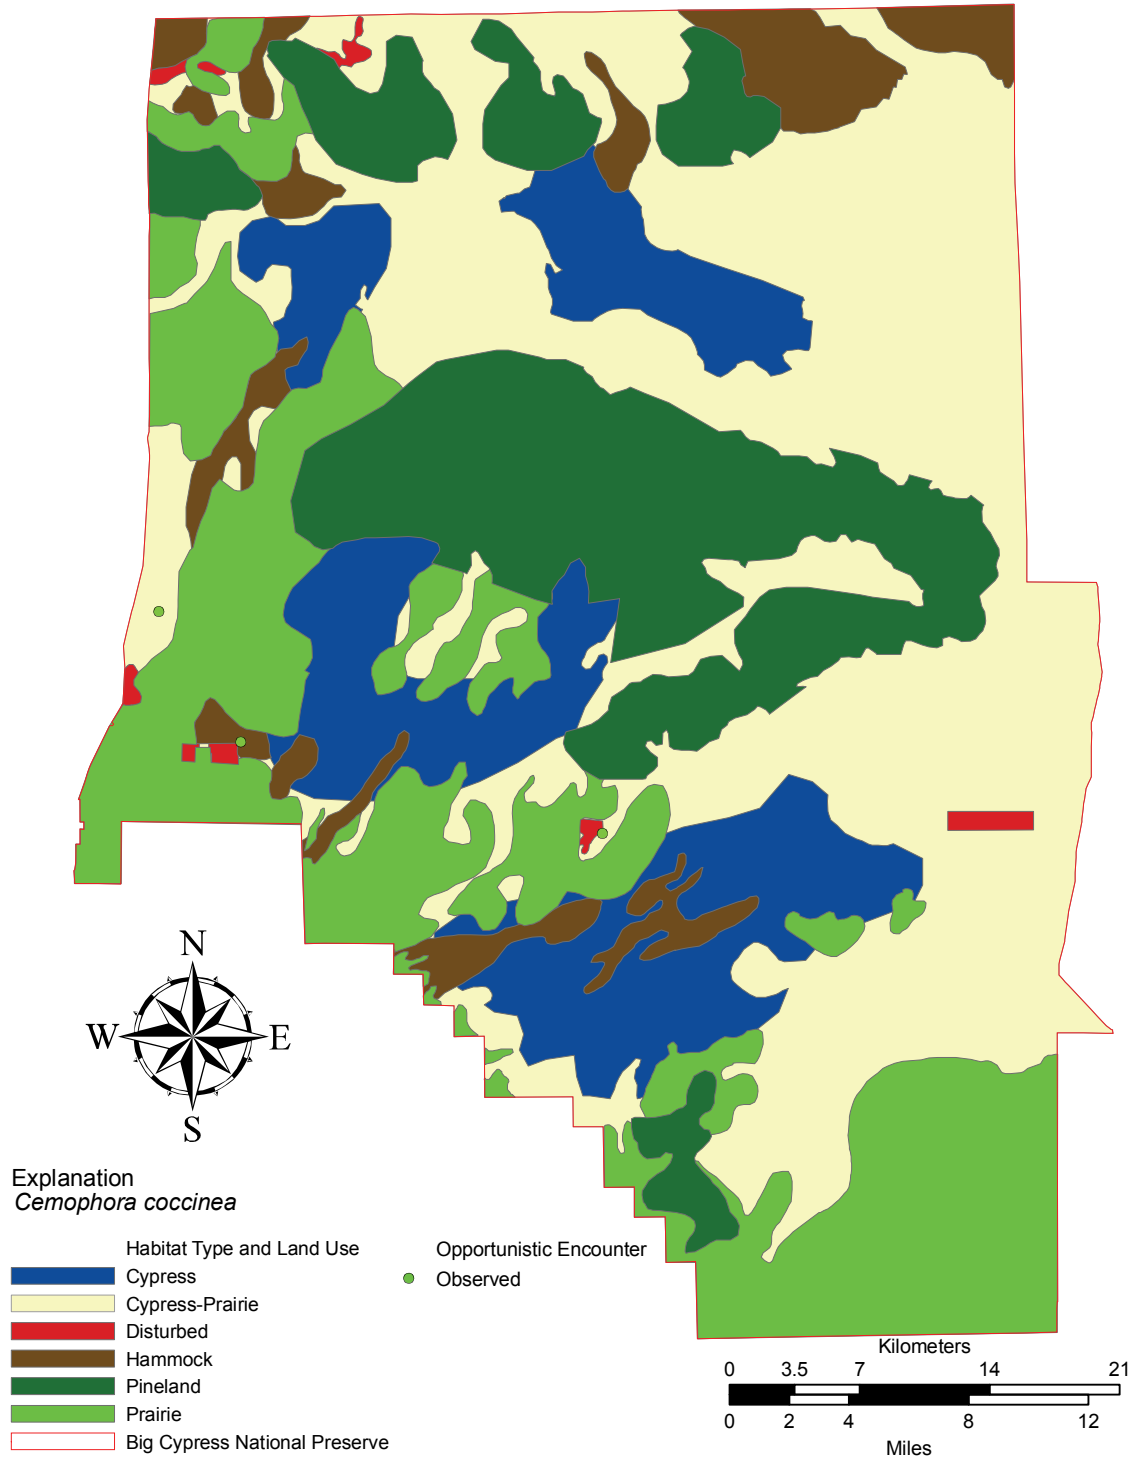 N
W E
S
Explanation
Cemophora coccinea
Habitat Type and Land Use
Cypress
Cypress-Prairie
Disturbed
Hammock
Pineland
Prairie
Big Cypress National Preserve
Opportunistic Encounter
Observed
Kilometers
0 3.5 7 14 21
0 2 4 8 12
Miles